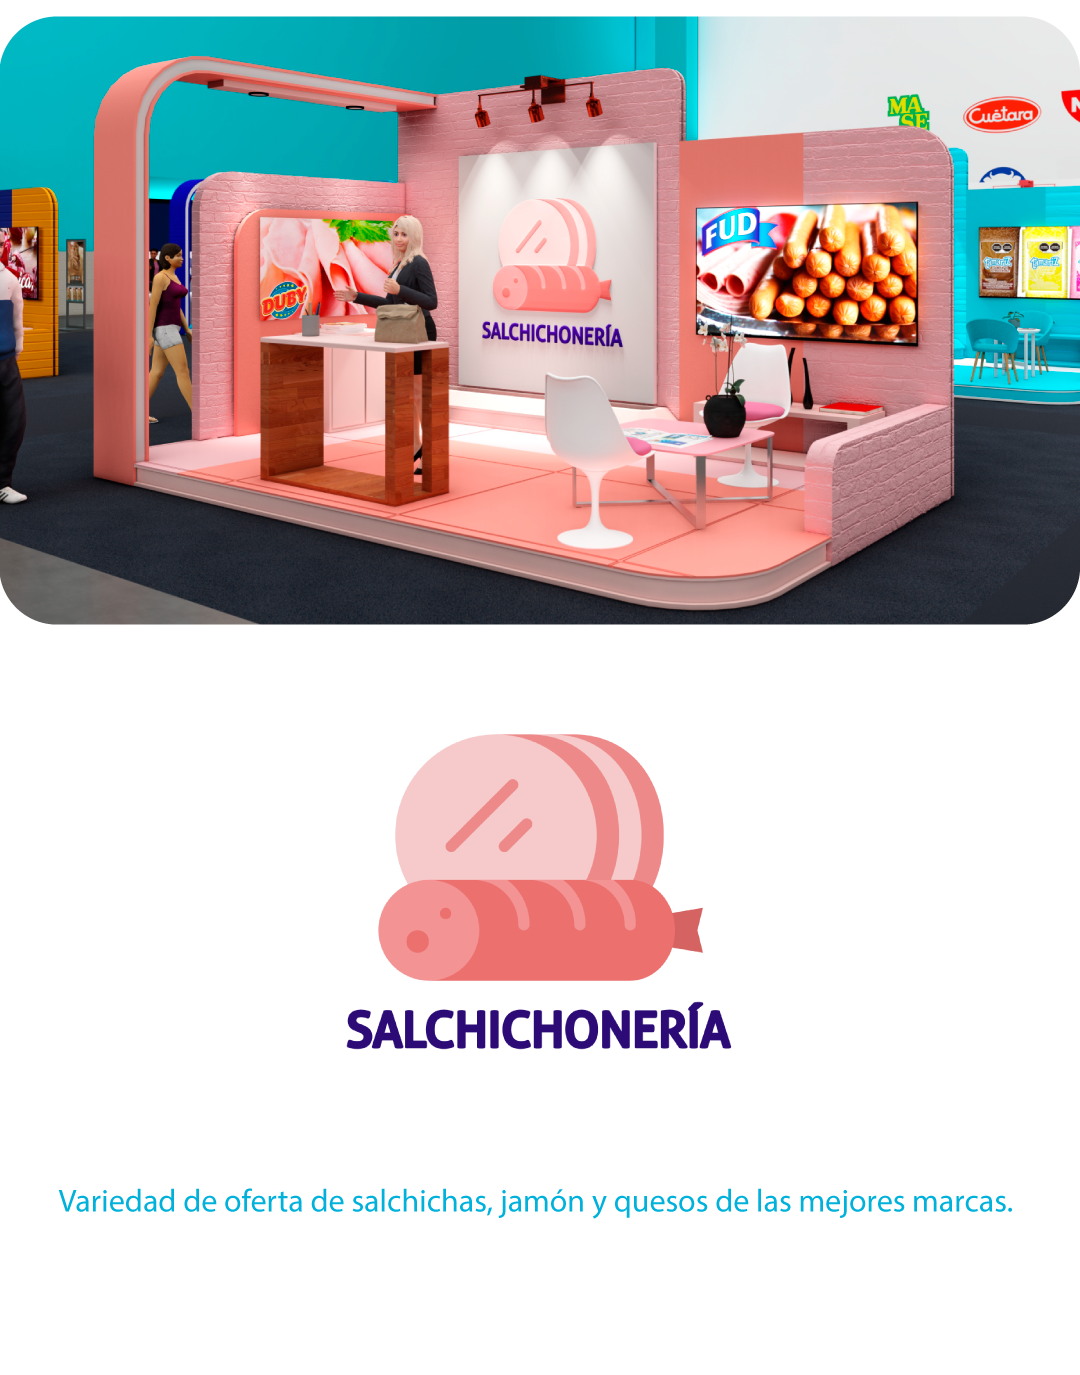 MA
SE
Cuétara
FUD
DUBY
SALCHICHONERÍA
SALCHICHONERÍA
Variedad de oferta de salchichas, jamón y quesos de las mejores marcas.